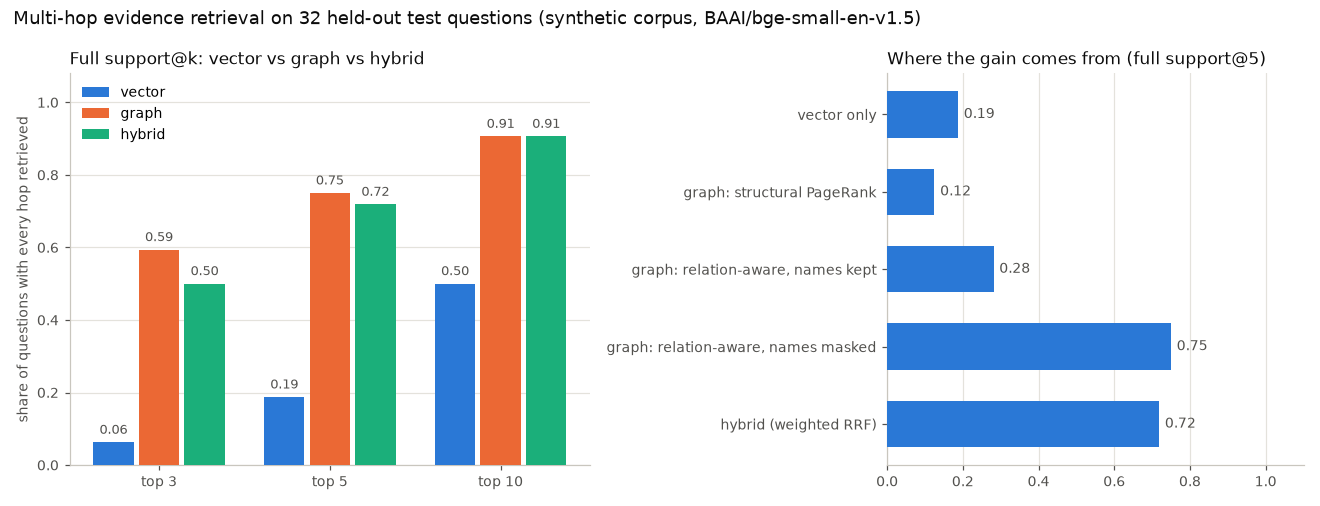 Multi-hop evidence retrieval on 32 held-out test questions (synthetic corpus, BAAI/bge-small-en-v1.5)
Full support@k: vector vs graph vs hybrid
vector
graph
hybrid
share of questions with every hop retrieved
1.0
0.8
0.6
0.4
0.2
0.0
0.06
0.59
0.50
0.19
0.75
0.72
0.50
0.91
0.91
top 3
top 5
top 10
Where the gain comes from (full support@5)
vector only
0.19
graph: structural PageRank
0.12
graph: relation-aware, names kept
0.28
graph: relation-aware, names masked
0.75
hybrid (weighted RRF)
0.72
0.0
0.2
0.4
0.6
0.8
1.0